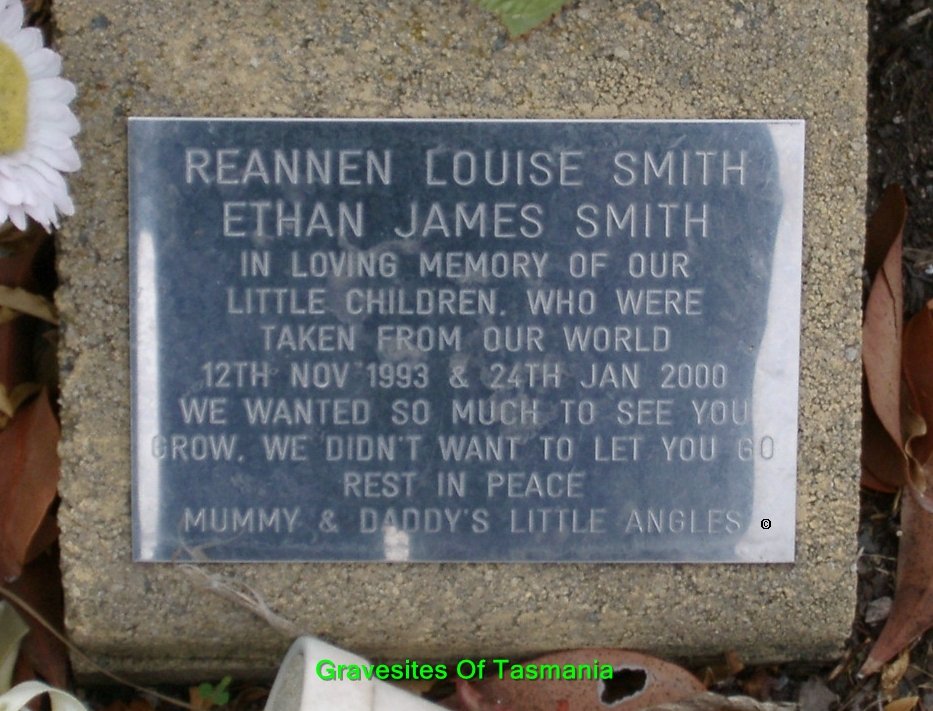 REANNEN LOUISE SMITH
ETHAN JAMES SMITH
IN LOVING MEMORY OF OUR
LITTLE CHILDREN. WHO WERE
TAKEN FROM OUR WORLD
12TH NOV 1993 & 24TH JAN 2000
WE WANTED SO MUCH TO SEE YOU
GROW. WE DIDN'T WANT TO LET YOU GO
REST IN PEACE
MUMMY & DADDY'S LITTLE ANGLES ©
Gravesites Of Tasmania